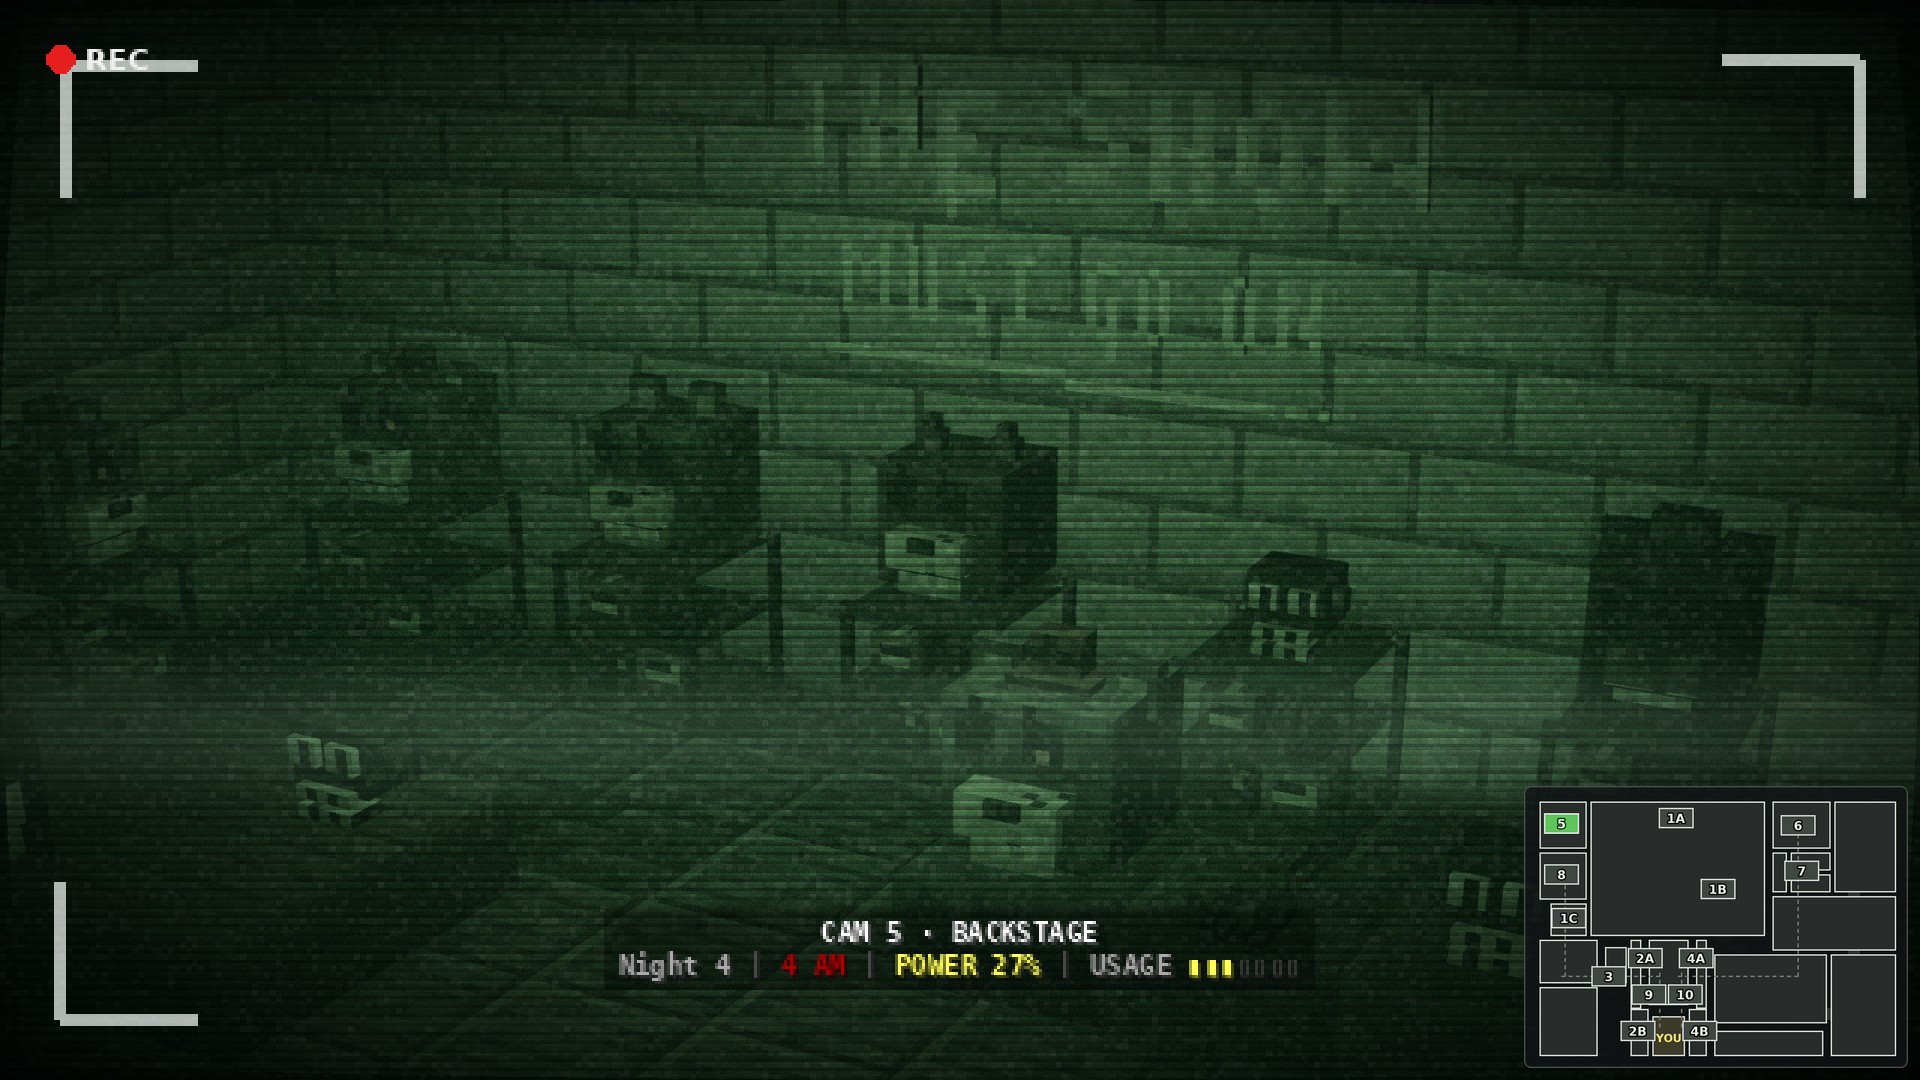 REC
CAM 5 · BACKSTAGE
Night 4 | 4 AM | POWER 27% | USAGE
5
1A
6
8
7
1B
1C
2A
4A
3
9
10
2B
YOU
4B